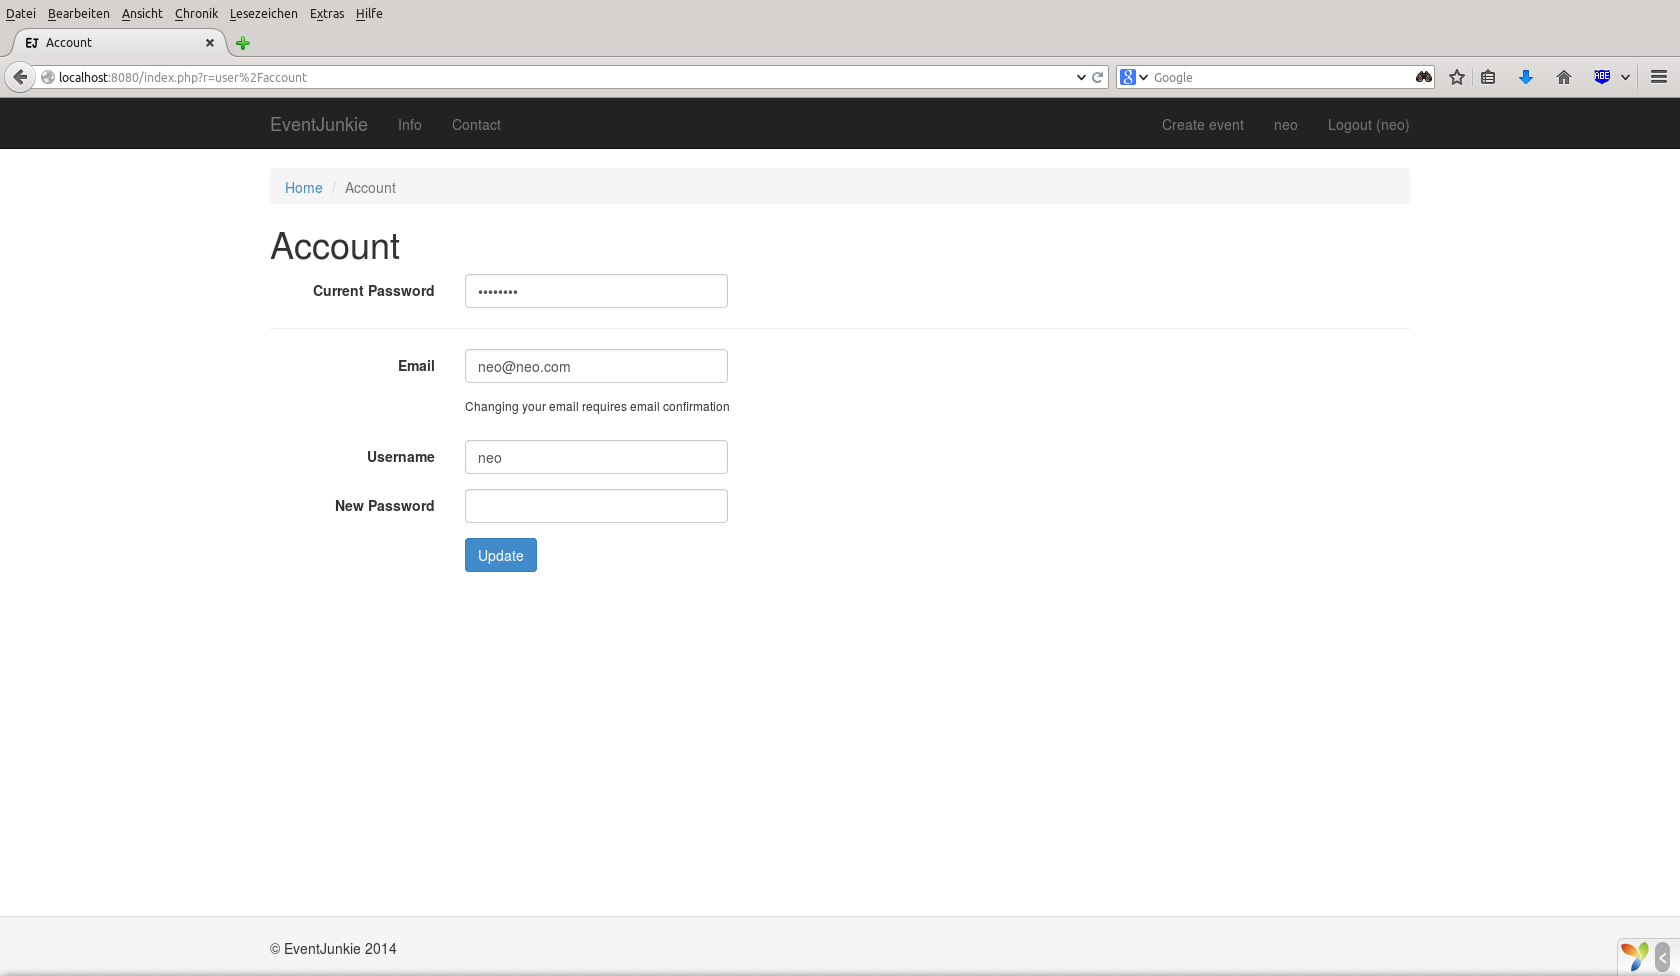 Datei Bearbeiten Ansicht Chronik Lesezeichen Extras Hilfe
EJ Account
localhost:8080/index.php?r=user%2Faccount
8 Google
ABE
EventJunkie Info Contact Create event neo Logout (neo)
Home / Account
Account
Current Password ••••••••
Email neo@neo.com
Changing your email requires email confirmation
Username neo
New Password
Update
© EventJunkie 2014